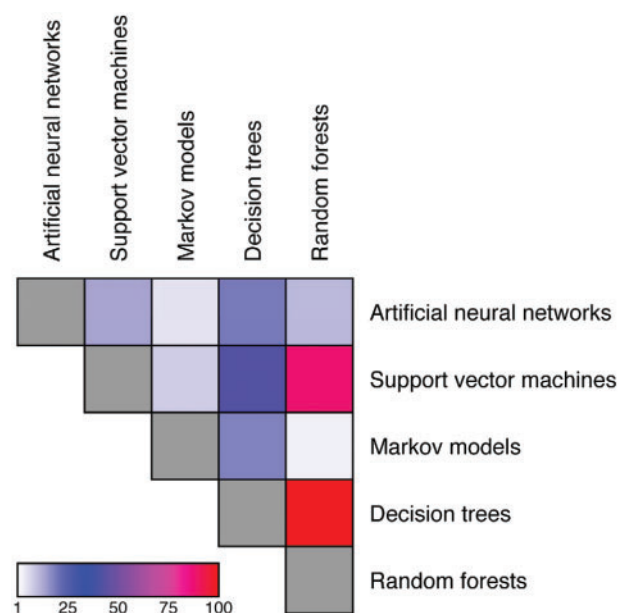 Artificial neural networks
Support vector machines
Markov models
Decision trees
Random forests
Artificial neural networks
Support vector machines
Markov models
Decision trees
Random forests
1 25 50 75 100